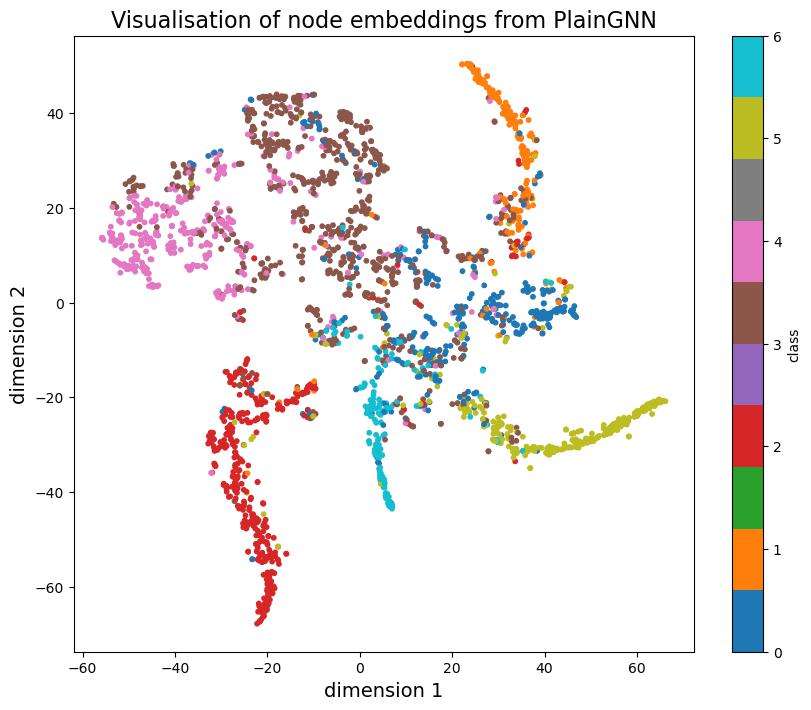 Visualisation of node embeddings from PlainGNN
40
20
0
−20
−40
−60
dimension 2
−60 −40 −20 0 20 40 60
dimension 1
6
5
4
3
2
1
0
class